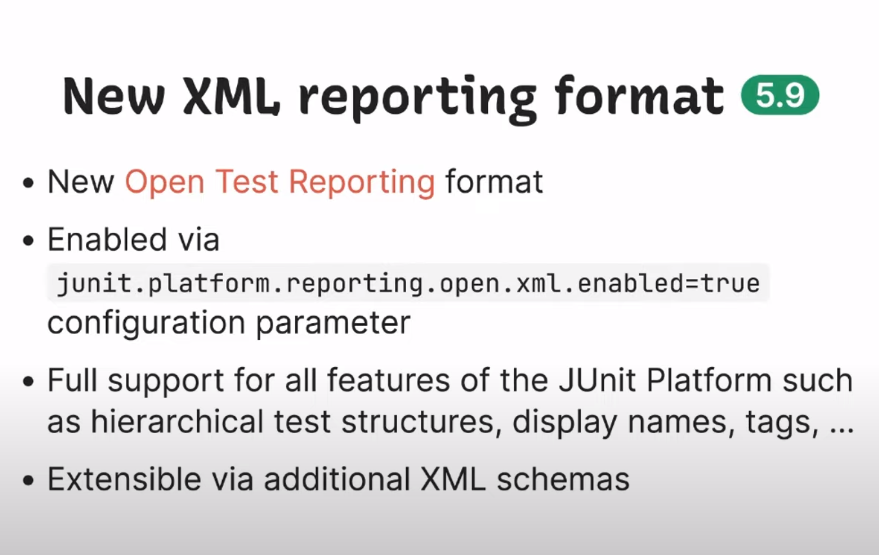 New XML reporting format 5.9
• New Open Test Reporting format
• Enabled via
junit.platform.reporting.open.xml.enabled=true
configuration parameter
• Full support for all features of the JUnit Platform such
as hierarchical test structures, display names, tags, ...
• Extensible via additional XML schemas